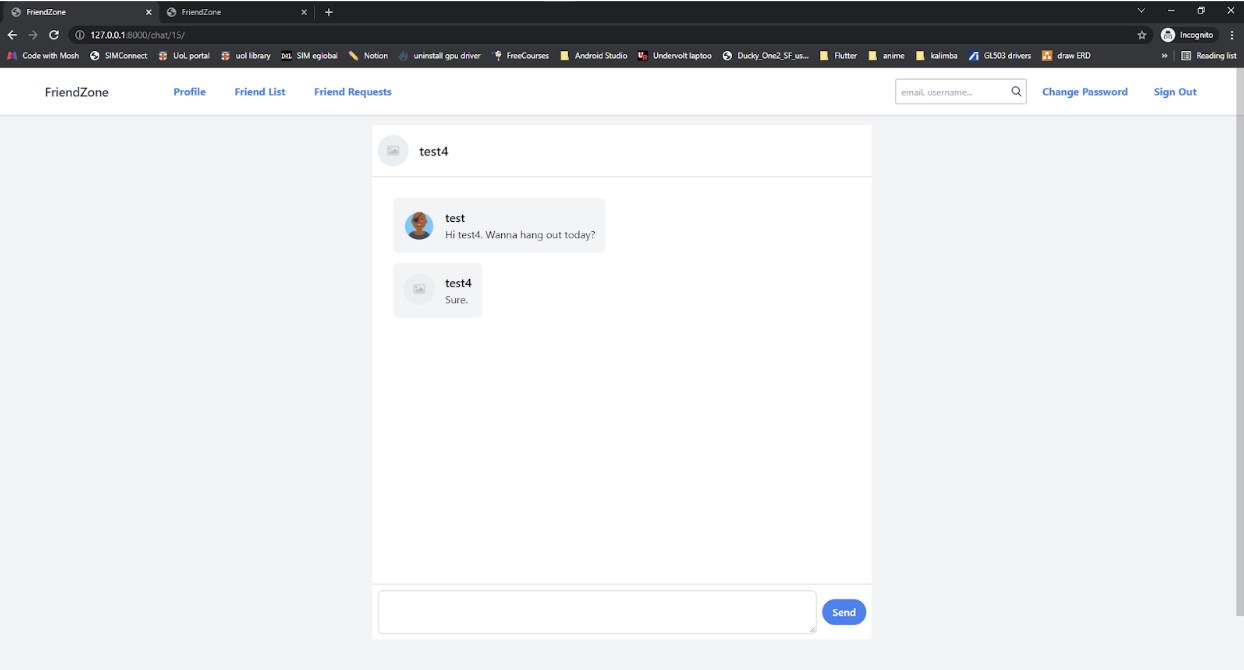 FriendZone
FriendZone
127.0.0.1:8000/chat/15/
Incognito
Code with Mosh SIMConnect UoL portal uol library SIM eglobal Notion uninstall gpu driver FreeCourses Android Studio Undervolt laptoo Ducky_One2_SF_us... Flutter anime kalimba GL503 drivers draw ERD » Reading list
FriendZone Profile Friend List Friend Requests email, username... Change Password Sign Out
test4
test
Hi test4. Wanna hang out today?
test4
Sure.
Send